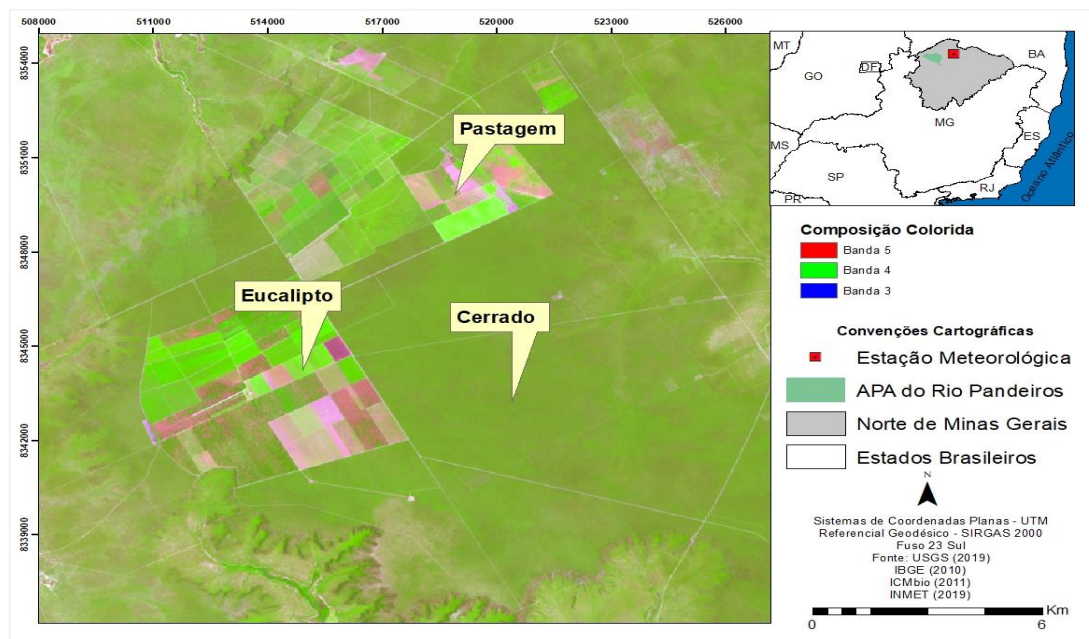 508000 511000 514000 517000 520000 523000 526000
8354000
8351000
8348000
8345000
8342000
8339000
Pastagem
Eucalipto
Cerrado
MT
GO
DF
BA
MG
MS
ES
SP
RJ
PR
Oceano Atlântico
Composição Colorida
Banda 5
Banda 4
Banda 3
Convenções Cartográficas
Estação Meteorológica
APA do Rio Pandeiros
Norte de Minas Gerais
Estados Brasileiros
N
Sistemas de Coordenadas Planas - UTM
Referencial Geodésico - SIRGAS 2000
Fuso 23 Sul
Fonte: USGS (2019)
IBGE (2010)
ICMbio (2011)
INMET (2019)
Km
0 6